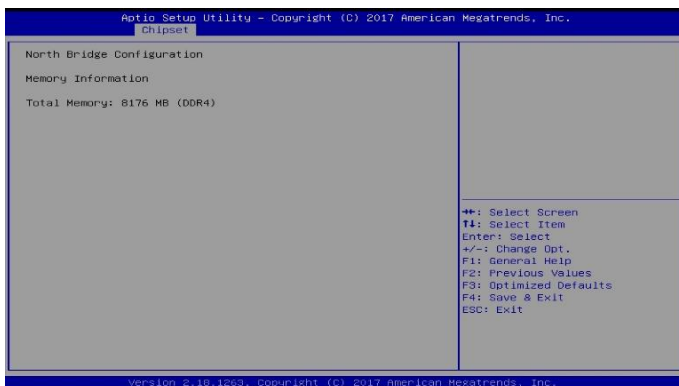 Aptio Setup Utility – Copyright (C) 2017 American Megatrends, Inc.
Chipset
North Bridge Configuration
Memory Information
Total Memory: 8176 MB (DDR4)
→←: Select Screen
↑↓: Select Item
Enter: Select
+/-: Change Opt.
F1: General Help
F2: Previous Values
F3: Optimized Defaults
F4: Save & Exit
ESC: Exit
Version 2.18.1263. Copyright (C) 2017 American Megatrends, Inc.